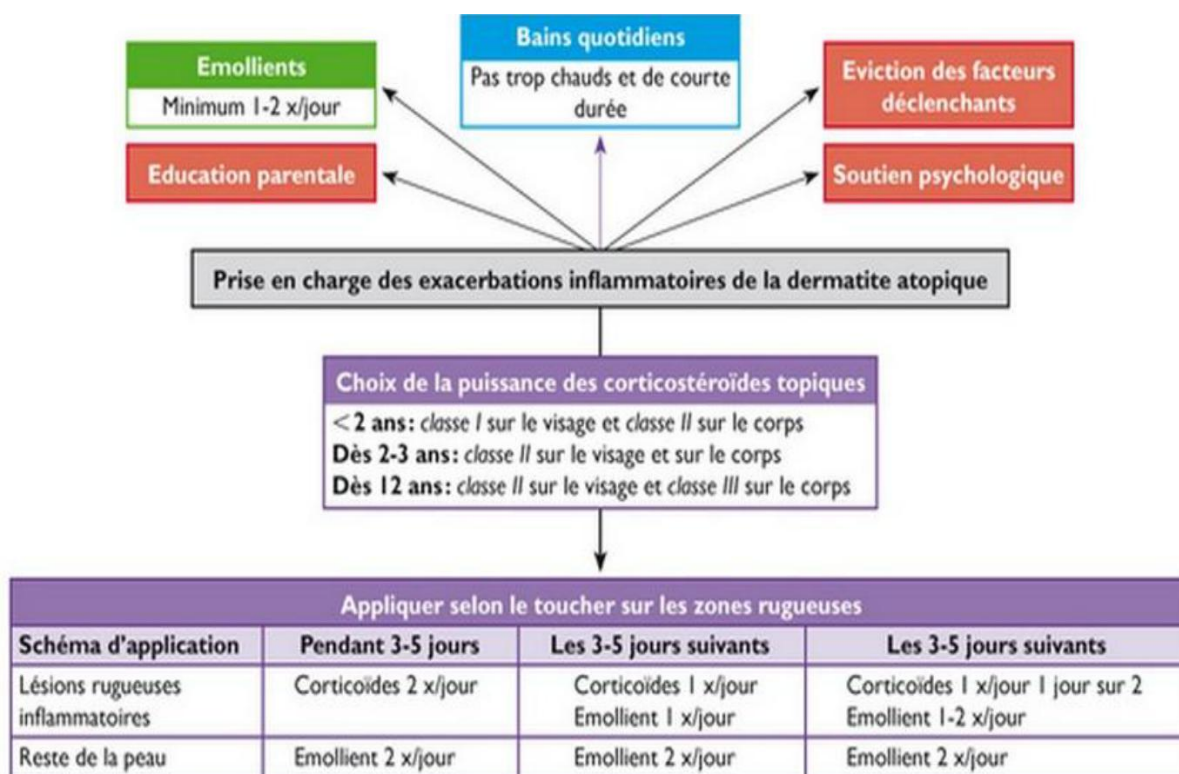 Emollients
Minimum 1-2 x/jour
Education parentale
Bains quotidiens
Pas trop chauds et de courte
durée
Eviction des facteurs
déclenchants
Soutien psychologique
Prise en charge des exacerbations inflammatoires de la dermatite atopique
Choix de la puissance des corticostéroïdes topiques
< 2 ans: classe I sur le visage et classe II sur le corps
Dès 2-3 ans: classe II sur le visage et sur le corps
Dès 12 ans: classe II sur le visage et classe III sur le corps
Appliquer selon le toucher sur les zones rugueuses
Schéma d'application Pendant 3-5 jours Les 3-5 jours suivants Les 3-5 jours suivants
Lésions rugueuses Corticoïdes 2 x/jour Corticoïdes 1 x/jour Corticoïdes 1 x/jour 1 jour sur 2
inflammatoires Emollient 1 x/jour Emollient 1-2 x/jour
Reste de la peau Emollient 2 x/jour Emollient 2 x/jour Emollient 2 x/jour